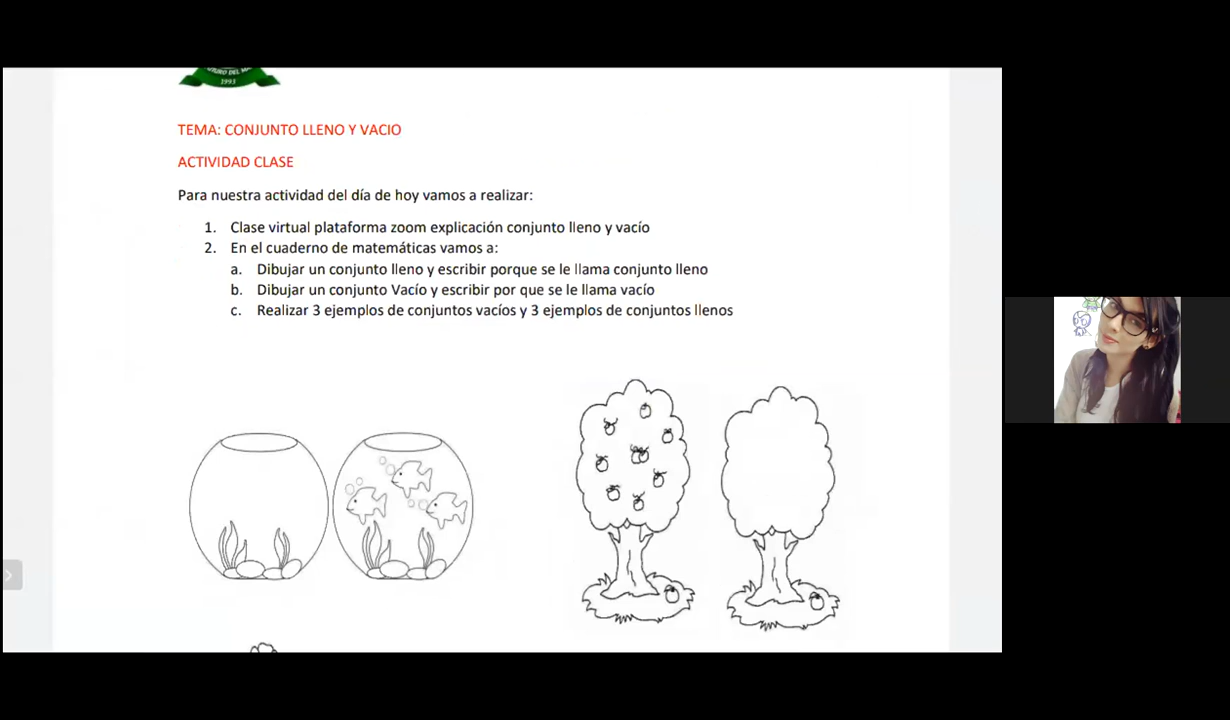 1993
TEMA: CONJUNTO LLENO Y VACIO
ACTIVIDAD CLASE
Para nuestra actividad del día de hoy vamos a realizar:
1. Clase virtual plataforma zoom explicación conjunto lleno y vacío
2. En el cuaderno de matemáticas vamos a:
a. Dibujar un conjunto lleno y escribir porque se le llama conjunto lleno
b. Dibujar un conjunto Vacío y escribir por que se le llama vacío
c. Realizar 3 ejemplos de conjuntos vacíos y 3 ejemplos de conjuntos llenos